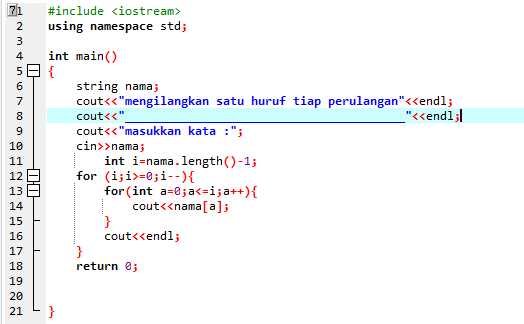 1 #include <iostream>
2 using namespace std;
3
4 int main()
5 {
6 string nama;
7 cout<<"mengilangkan satu huruf tiap perulangan"<<endl;
8 cout<<"________________________________________"<<endl;
9 cout<<"masukkan kata :";
10 cin>>nama;
11 int i=nama.length()-1;
12 for (i;i>=0;i--){
13 for(int a=0;a<=i;a++){
14 cout<<nama[a];
15 }
16 cout<<endl;
17 }
18 return 0;
19
20
21 }